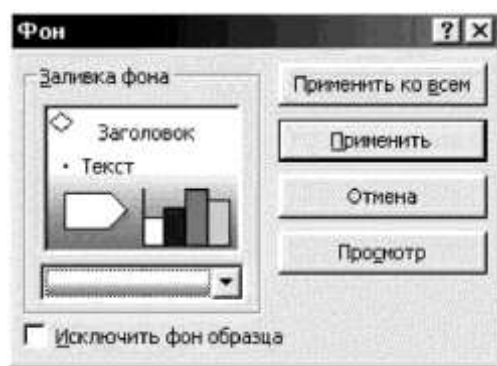 Фон
Заливка фона
Заголовок
• Текст
Применить ко всем
Применить
Отмена
Просмотр
Исключить фон образца